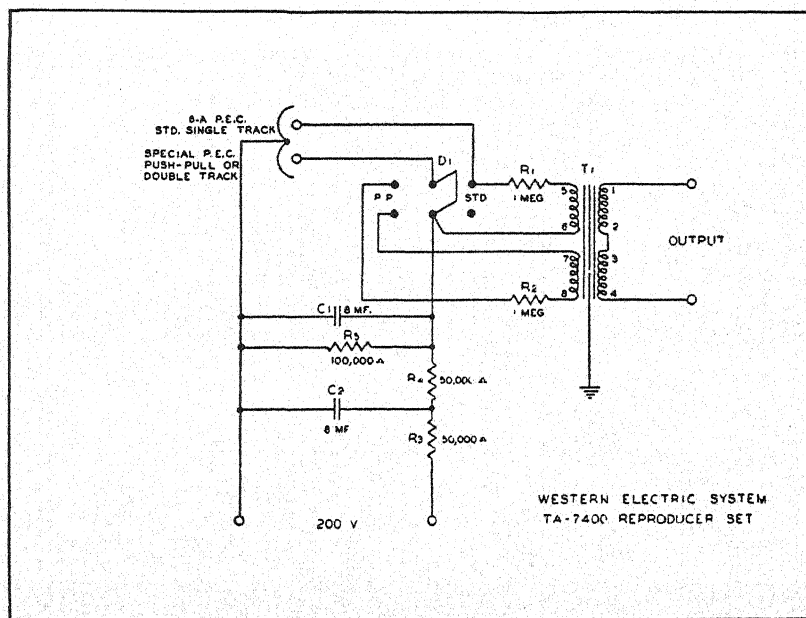 6-A P.E.C.
STD. SINGLE TRACK
SPECIAL P.E.C.
PUSH-PULL OR
DOUBLE TRACK
D1
P.P.
STD
R1
1 MEG
T1
5
1
6
2
OUTPUT
7
3
R2
8
4
1 MEG
C1
8 MF.
R5
100,000 Ω
R4
50,000 Ω
C2
8 MF
R3
50,000 Ω
200 V
WESTERN ELECTRIC SYSTEM
TA-7400 REPRODUCER SET